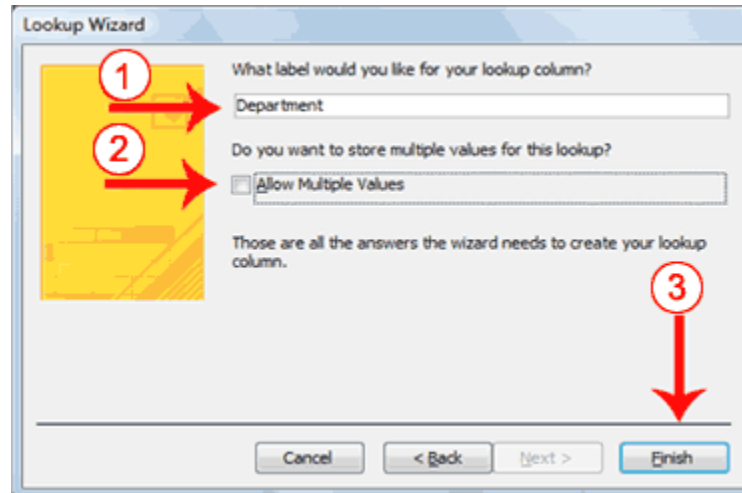 Lookup Wizard
1
What label would you like for your lookup column?
Department
2
Do you want to store multiple values for this lookup?
Allow Multiple Values
Those are all the answers the wizard needs to create your lookup
column.
3
Cancel
< Back
Next >
Finish